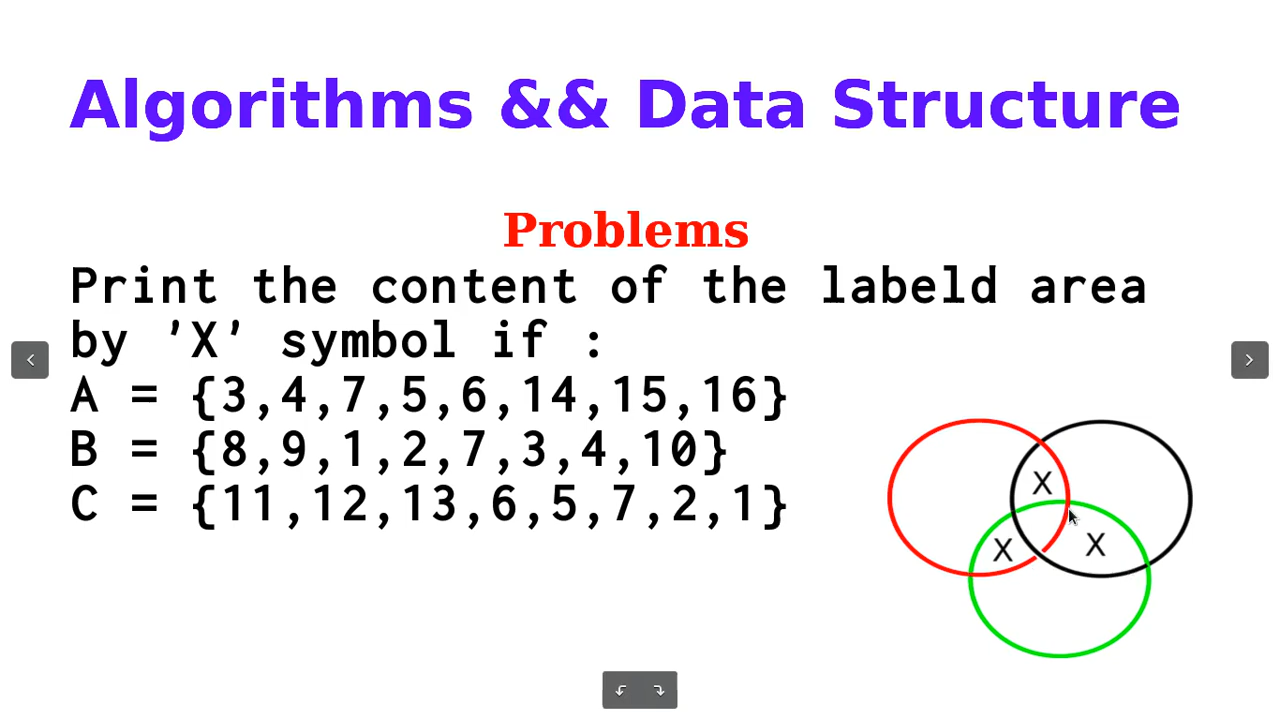 Algorithms && Data Structure
Problems
Print the content of the labeld area
by 'X' symbol if :
A = {3,4,7,5,6,14,15,16}
B = {8,9,1,2,7,3,4,10}
C = {11,12,13,6,5,7,2,1}
X
X
X